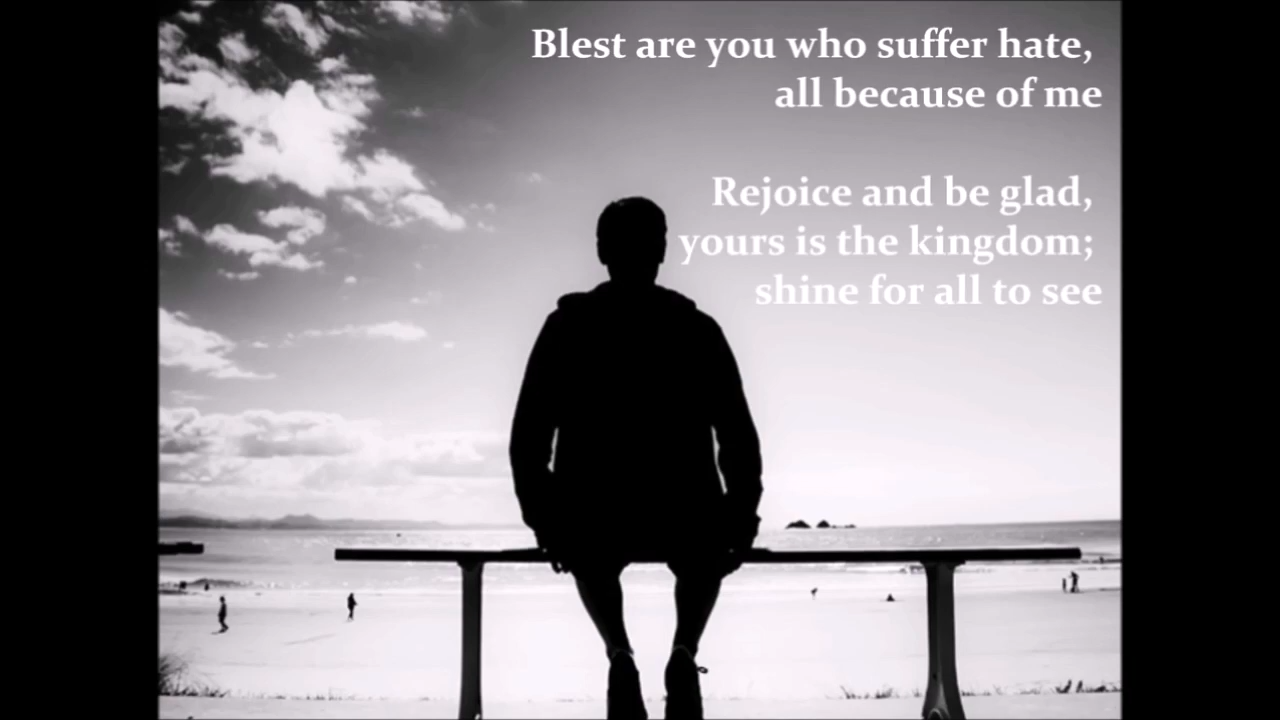 Blest are you who suffer hate,
all because of me
Rejoice and be glad,
yours is the kingdom;
shine for all to see